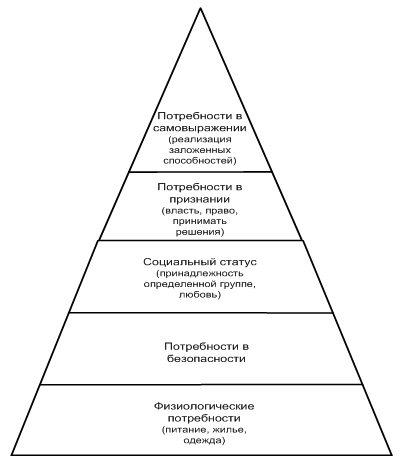 Потребности в
самовыражении
(реализация
заложенных
способностей)
Потребности в
признании
(власть, право,
принимать
решения)
Социальный статус
(принадлежность
определенной группе,
любовь)
Потребности в
безопасности
Физиологические
потребности
(питание, жилье,
одежда)